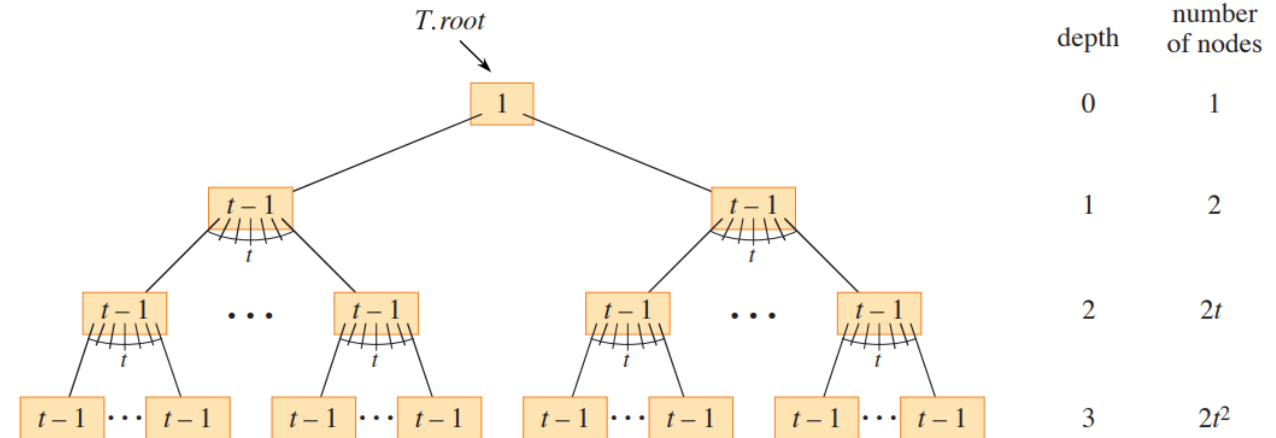 T.root
depth number of nodes
1 0 1
t – 1 t – 1 1 2
t t
t – 1 ... t – 1 t – 1 ... t – 1 2 2t
t t t t
t – 1 ... t – 1 t – 1 ... t – 1 t – 1 ... t – 1 t – 1 ... t – 1 3 2t²